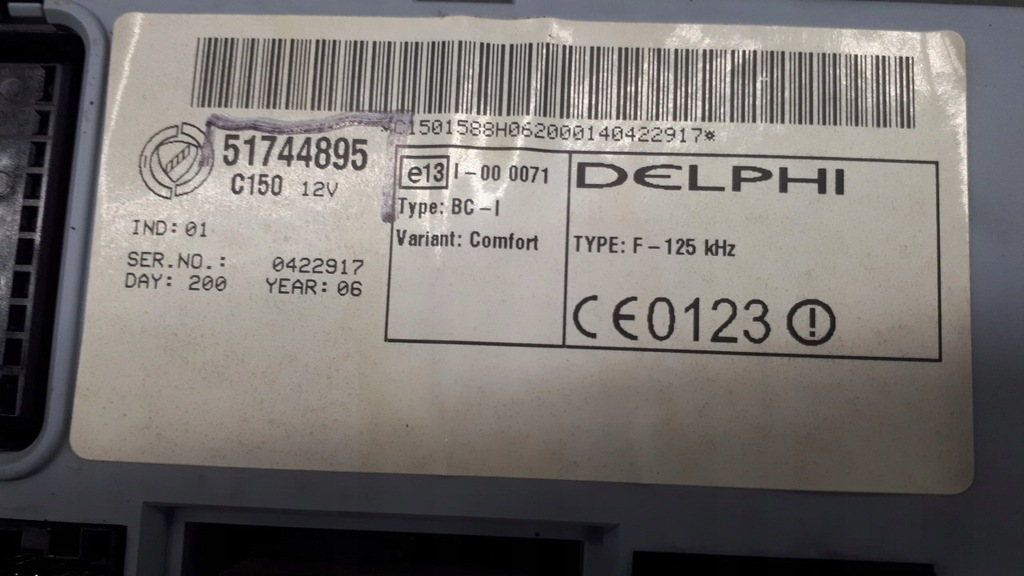 *C1501588H062000140422917*
51744895
C150 12V
IND: 01
SER.NO.: 0422917
DAY: 200 YEAR: 06
e13 I-00 0071
Type: BC-I
Variant: Comfort
DELPHI
TYPE: F-125 kHz
CE0123